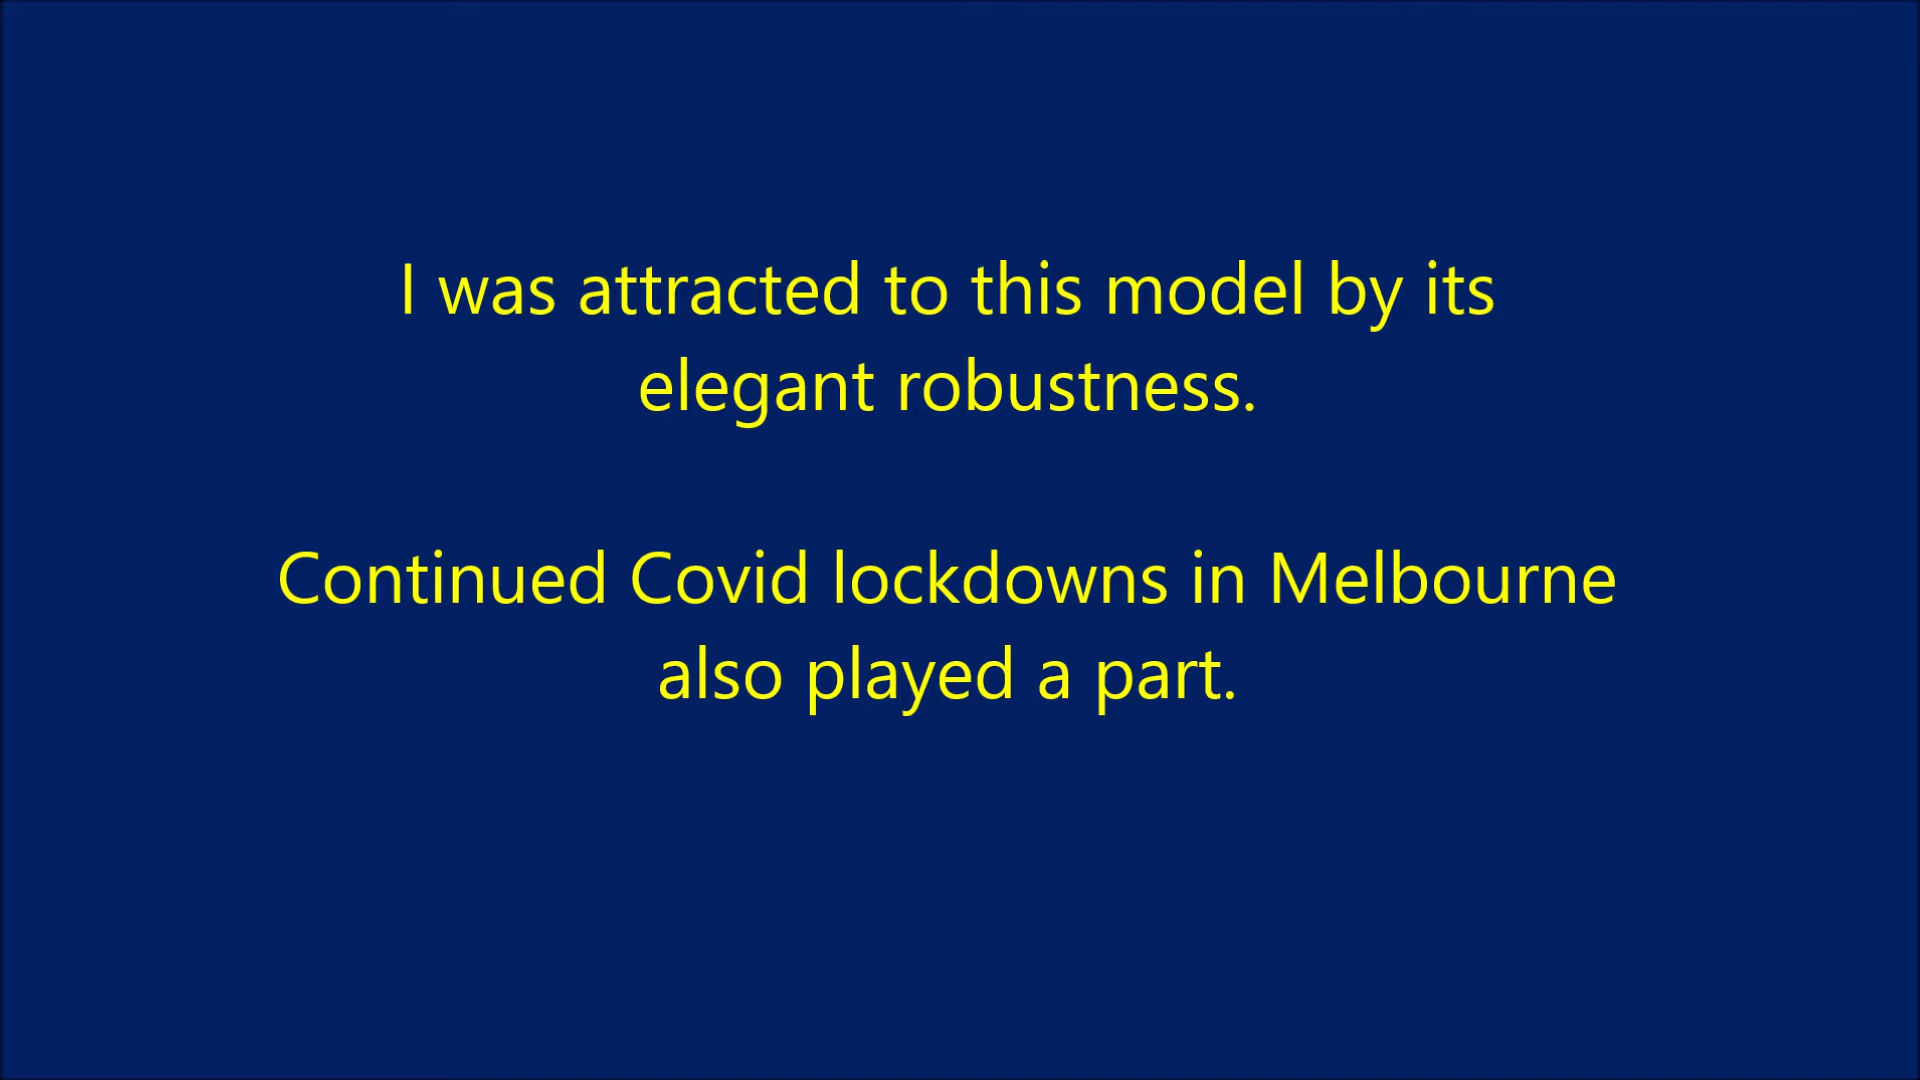 I was attracted to this model by its
elegant robustness.
Continued Covid lockdowns in Melbourne
also played a part.